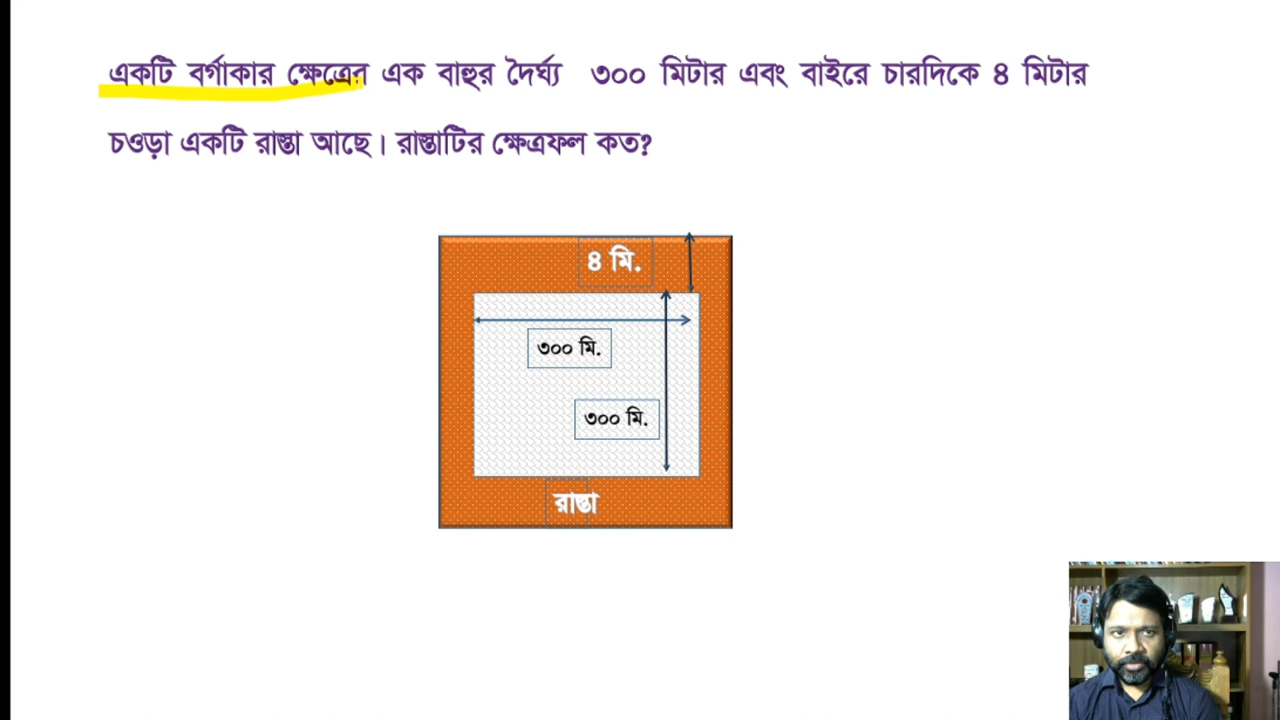 একটি বর্গাকার ক্ষেত্রের এক বাহুর দৈর্ঘ্য ৩০০ মিটার এবং বাইরে চারদিকে ৪ মিটার
চওড়া একটি রাস্তা আছে। রাস্তাটির ক্ষেত্রফল কত?
৪ মি.
৩০০ মি.
৩০০ মি.
রাস্তা